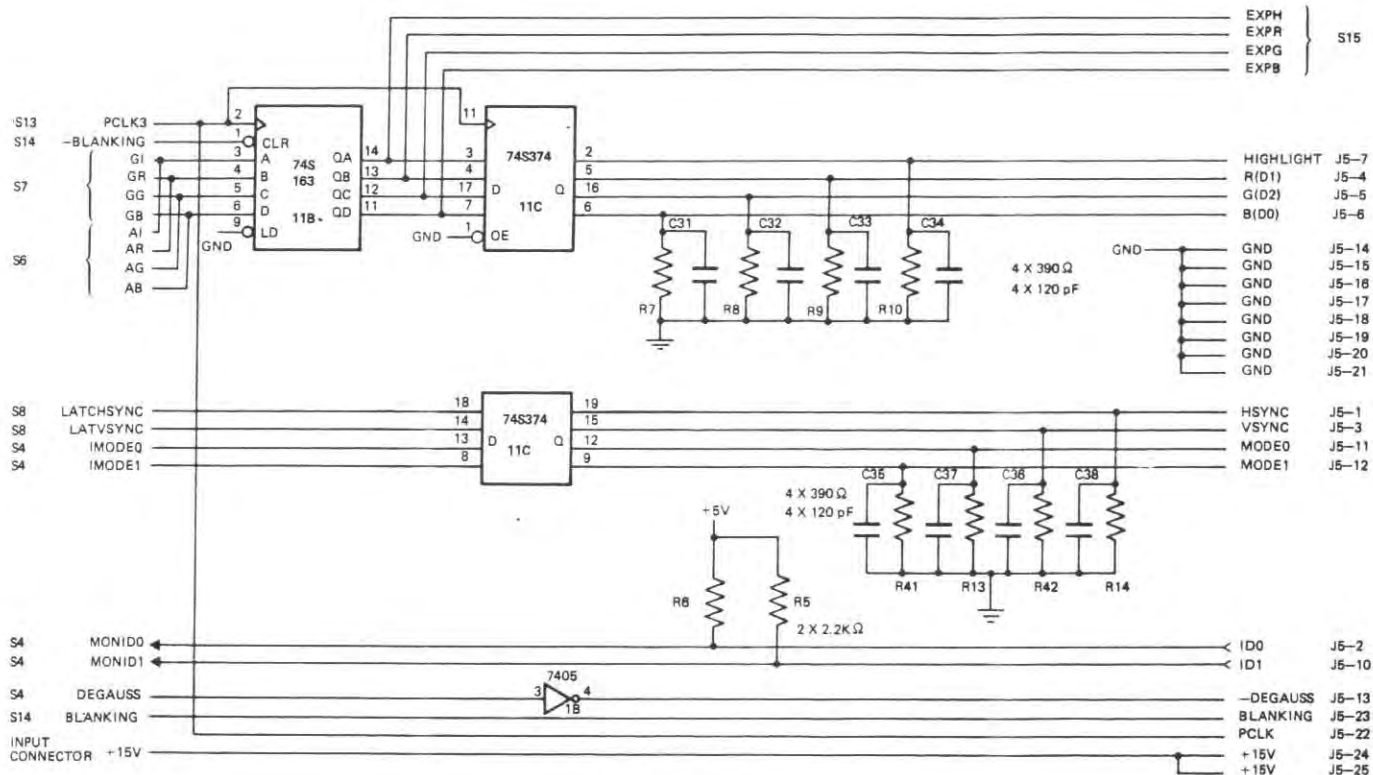 EXPH
EXPR
EXPG
EXPB
S15
S13 PCLK3 2 11
S14 -BLANKING 1 CLR
S7
GI 3 A QA 14 3 2 HIGHLIGHT J5-7
GR 4 B QB 13 4 5 R(D1) J5-4
GG 5 C QC 12 17 D Q 16 G(D2) J5-5
GB 6 D QD 11 7 6 B(D0) J5-6
74S
163
11B
74S374
11C
9 LD
GND
GND 1 OE
S6
AI
AR
AG
AB
C31 C32 C33 C34
R7 R8 R9 R10
4 X 390 Ω
4 X 120 pF
GND
GND J5-14
GND J5-15
GND J5-16
GND J5-17
GND J5-18
GND J5-19
GND J5-20
GND J5-21
S8 LATCHSYNC 18 19 HSYNC J5-1
S8 LATVSYNC 14 15 VSYNC J5-3
S4 IMODE0 13 D Q 12 MODE0 J5-11
S4 IMODE1 8 9 MODE1 J5-12
74S374
11C
C35 C37 C36 C38
4 X 390 Ω
4 X 120 pF
R41 R13 R42 R14
+5V
R6 R5
2 X 2.2K Ω
S4 MONID0 ID0 J5-2
S4 MONID1 ID1 J5-10
7405
S4 DEGAUSS 3 4 -DEGAUSS J5-13
1B
S14 BLANKING BLANKING J5-23
PCLK J5-22
INPUT
CONNECTOR +15V +15V J5-24
+15V J5-25